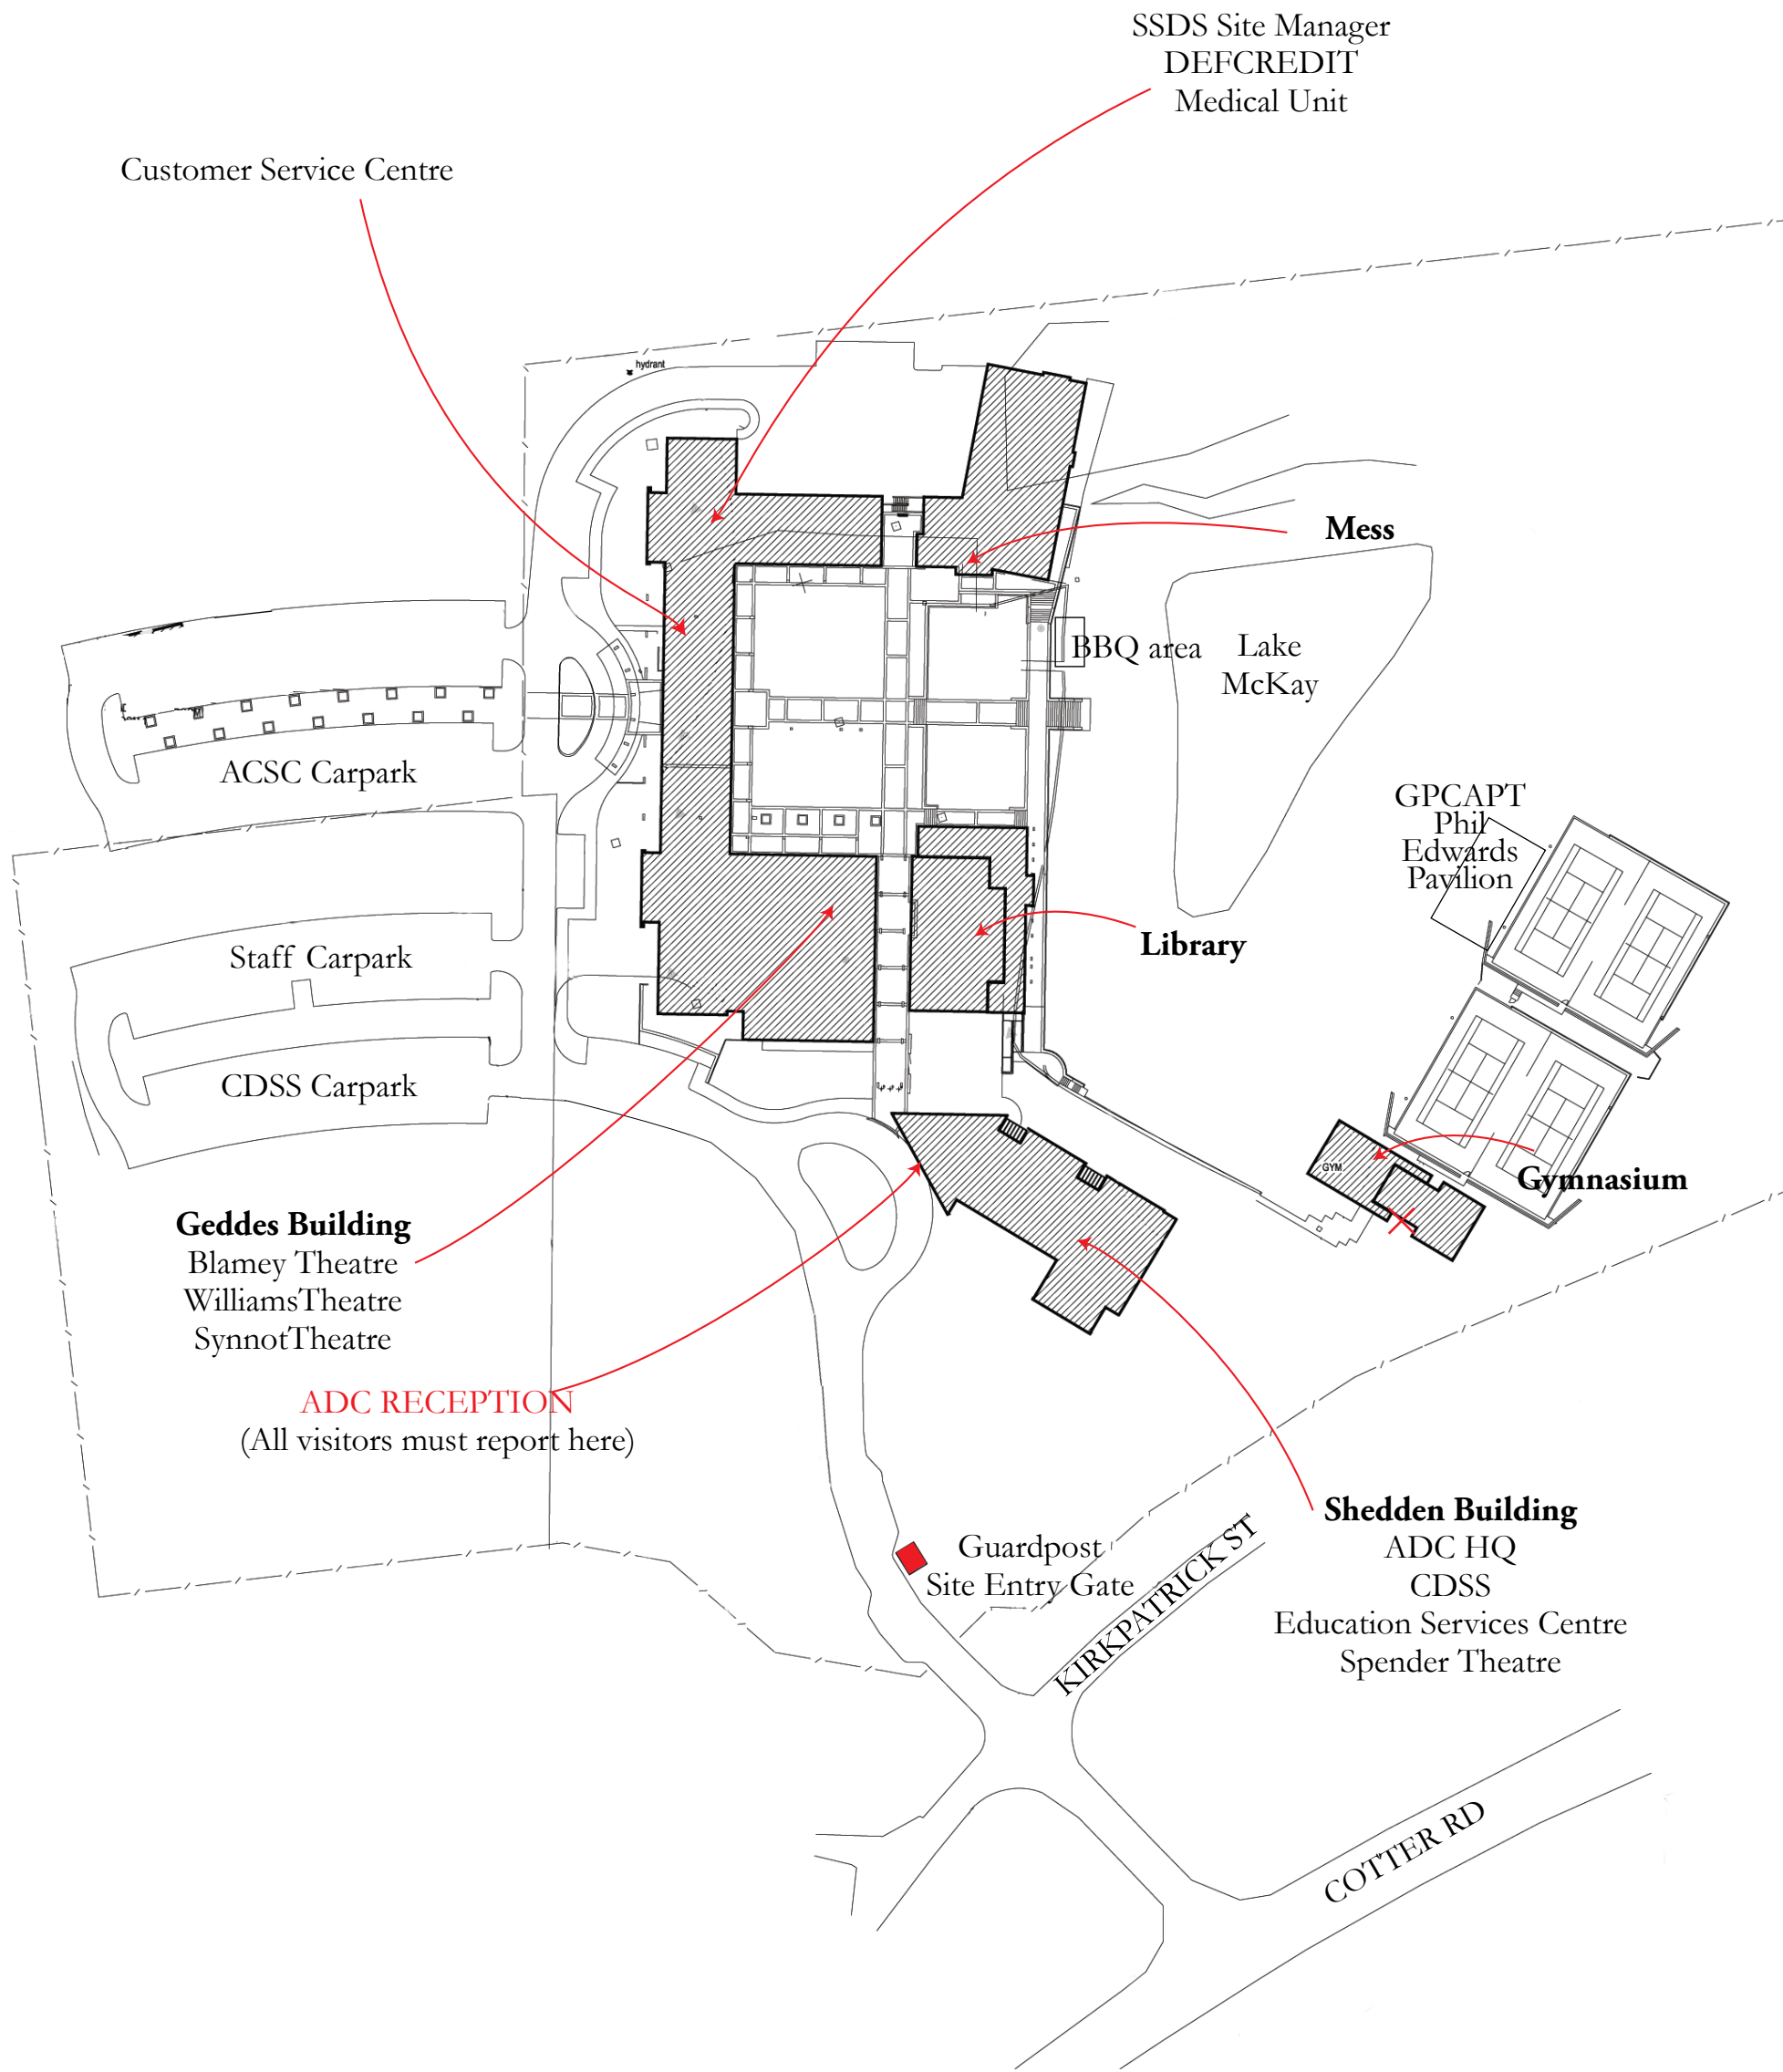 SSDS Site Manager
DEFCREDIT
Medical Unit
Customer Service Centre
hydrant
Mess
BBQ area
Lake
McKay
ACSC Carpark
GPCAPT
Phil
Edwards
Pavilion
Library
Staff Carpark
CDSS Carpark
GYM
Gymnasium
Geddes Building
Blamey Theatre
WilliamsTheatre
SynnotTheatre
ADC RECEPTION
(All visitors must report here)
Shedden Building
ADC HQ
CDSS
Education Services Centre
Spender Theatre
Guardpost
Site Entry Gate
KIRKPATRICK ST
COTTER RD